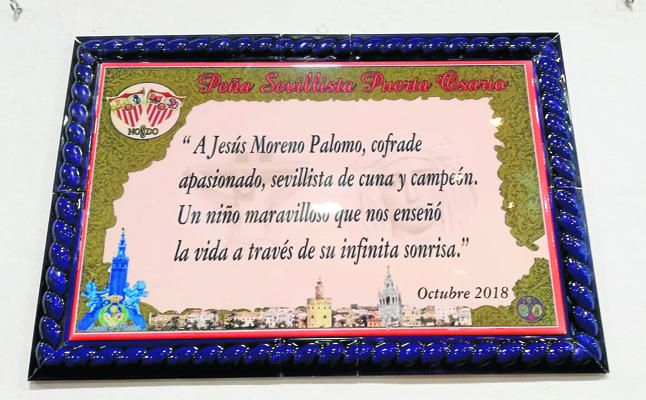 Peña Sevillista Puerta Osario
NO8DO
“ A Jesús Moreno Palomo, cofrade
apasionado, sevillista de cuna y campeón.
Un niño maravilloso que nos enseñó
la vida a través de su infinita sonrisa.”
Octubre 2018